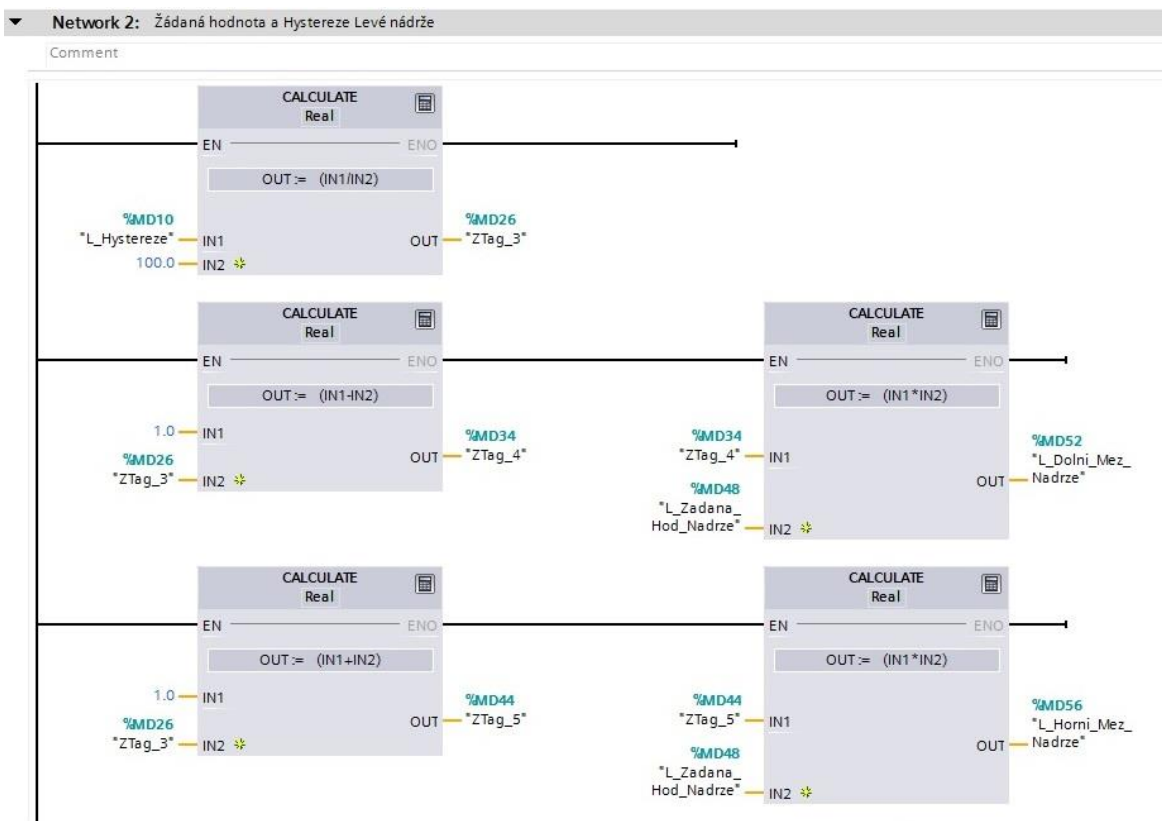 Network 2: Žádaná hodnota a Hystereze Levé nádrže
Comment
CALCULATE
Real
EN
ENO
OUT := (IN1/IN2)
%MD10
"L_Hystereze"
IN1
100.0
IN2
OUT
%MD26
"ZTag_3"
CALCULATE
Real
EN
ENO
OUT := (IN1-IN2)
1.0
IN1
%MD26
"ZTag_3"
IN2
OUT
%MD34
"ZTag_4"
CALCULATE
Real
EN
ENO
OUT := (IN1*IN2)
%MD34
"ZTag_4"
IN1
%MD48
"L_Zadana_
Hod_Nadrze"
IN2
OUT
%MD52
"L_Dolni_Mez_
Nadrze"
CALCULATE
Real
EN
ENO
OUT := (IN1+IN2)
1.0
IN1
%MD26
"ZTag_3"
IN2
OUT
%MD44
"ZTag_5"
CALCULATE
Real
EN
ENO
OUT := (IN1*IN2)
%MD44
"ZTag_5"
IN1
%MD48
"L_Zadana_
Hod_Nadrze"
IN2
OUT
%MD56
"L_Horni_Mez_
Nadrze"